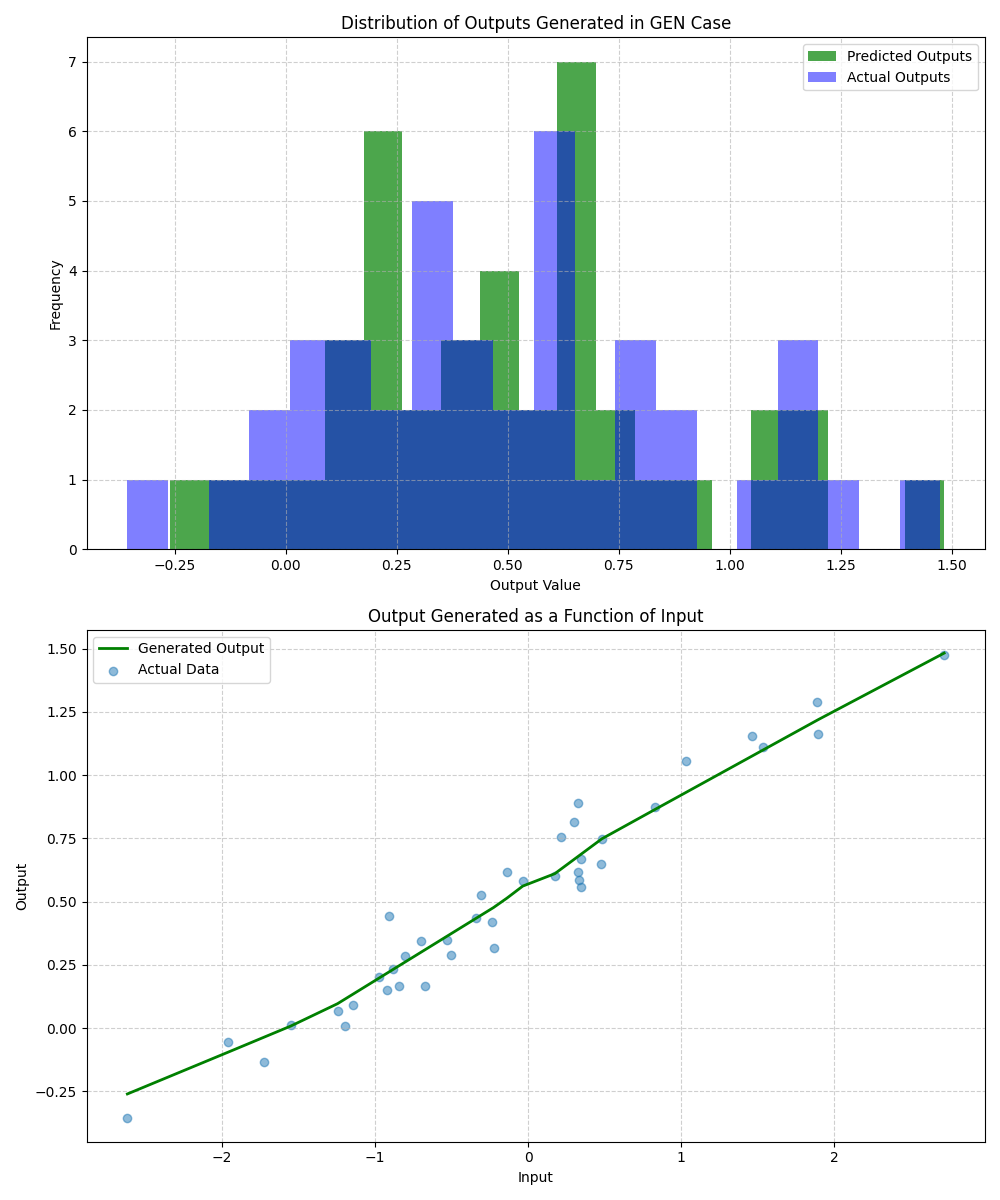 Distribution of Outputs Generated in GEN Case
Predicted Outputs
Actual Outputs
7
6
5
4
3
2
1
0
Frequency
−0.25 0.00 0.25 0.50 0.75 1.00 1.25 1.50
Output Value
Output Generated as a Function of Input
Generated Output
Actual Data
1.50
1.25
1.00
0.75
0.50
0.25
0.00
−0.25
Output
−2 −1 0 1 2
Input